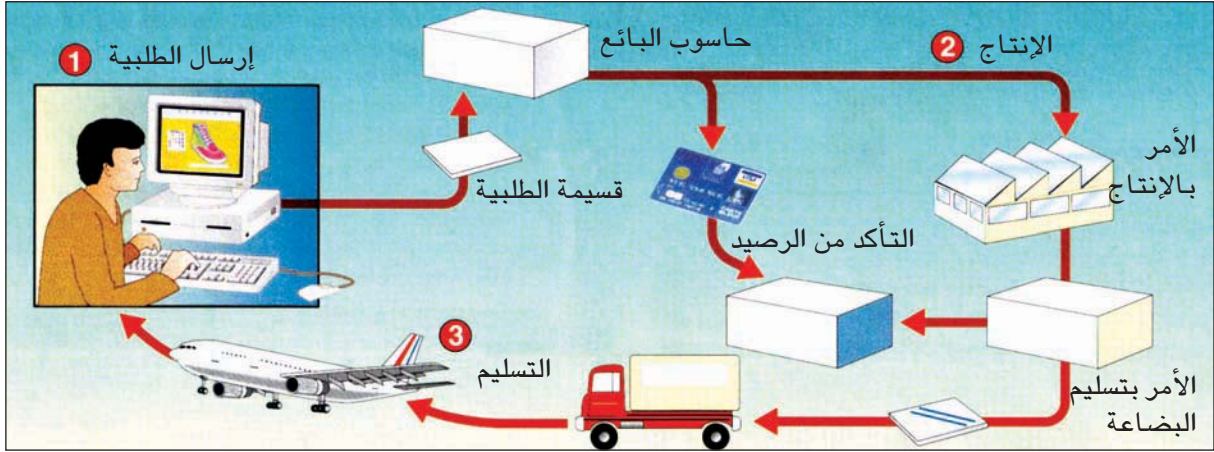 1 إرسال الطلبية
حاسوب البائع
2 الإنتاج
قسيمة الطلبية
الأمر
بالإنتاج
التأكد من الرصيد
3
التسليم
الأمر بتسليم
البضاعة